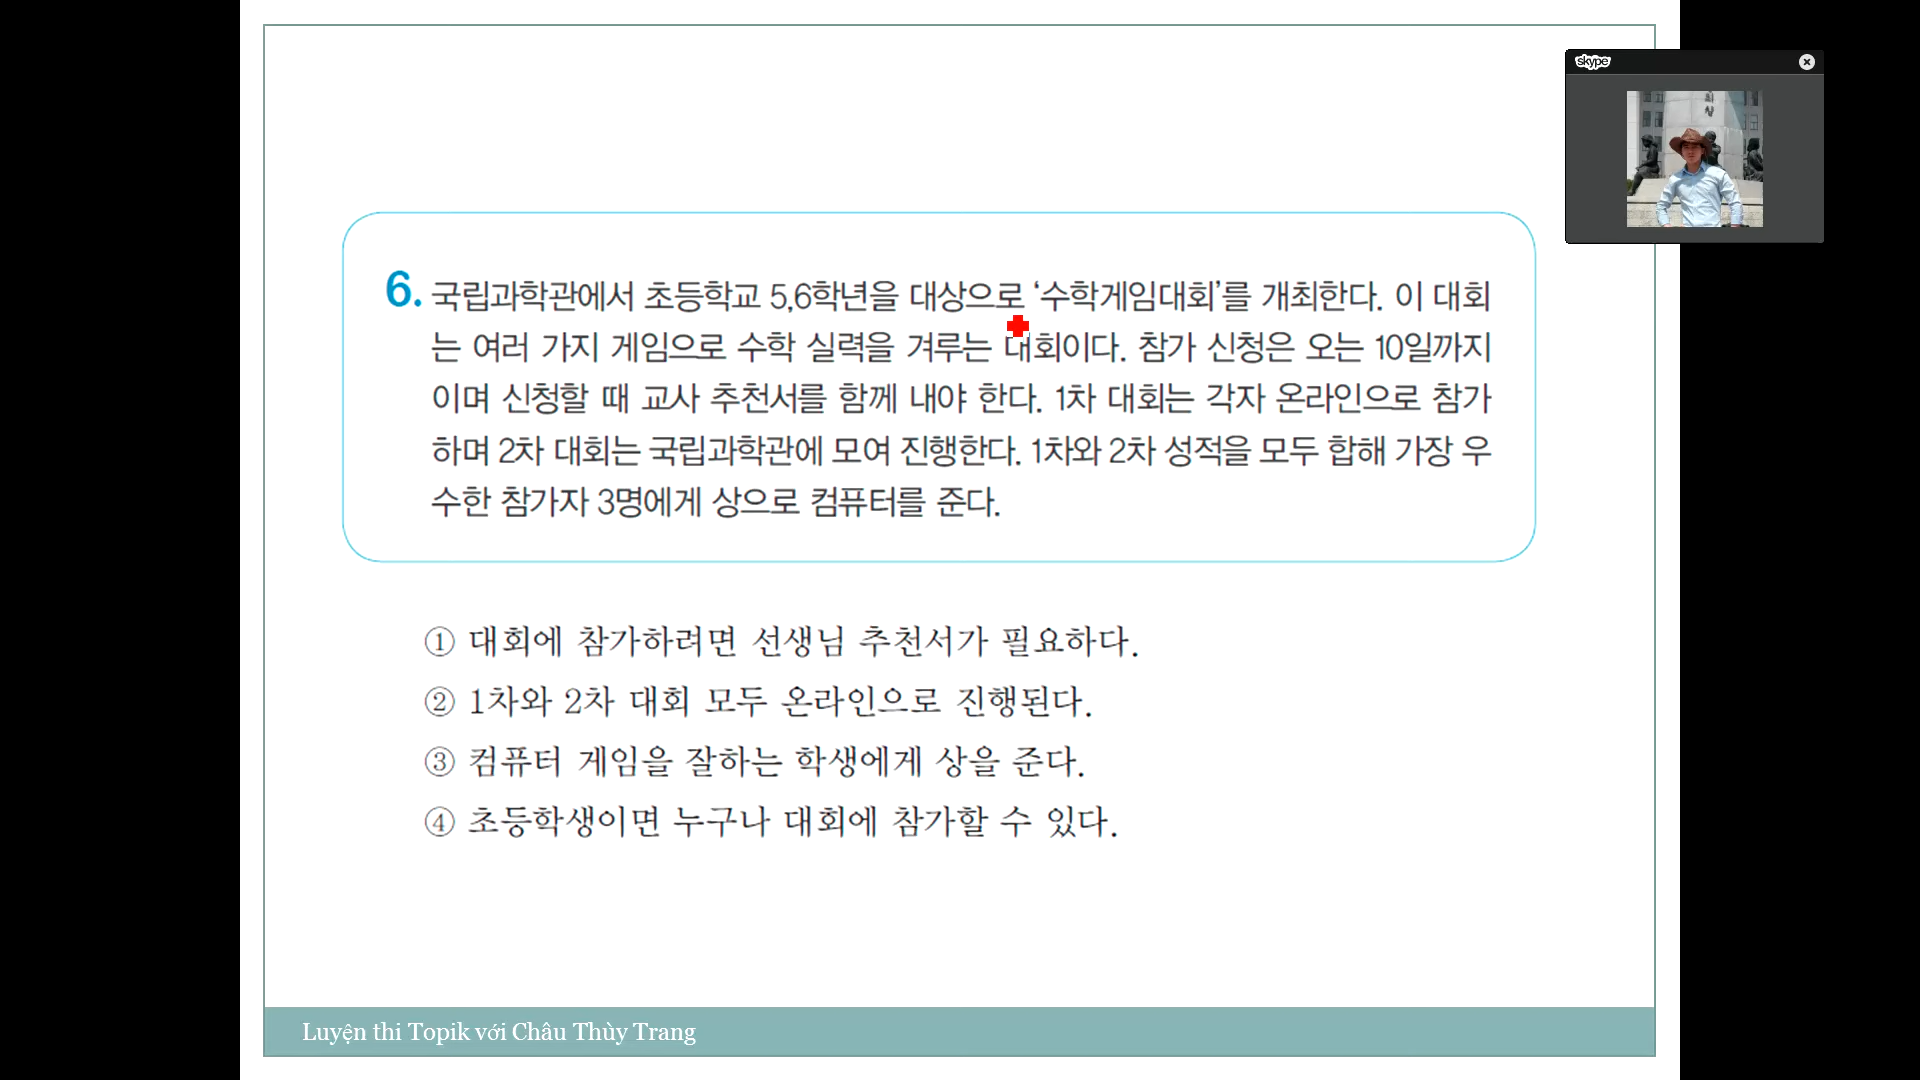 skype
6. 국립과학관에서 초등학교 5,6학년을 대상으로 ‘수학게임대회’를 개최한다. 이 대회
는 여러 가지 게임으로 수학 실력을 겨루는 대회이다. 참가 신청은 오는 10일까지
이며 신청할 때 교사 추천서를 함께 내야 한다. 1차 대회는 각자 온라인으로 참가
하며 2차 대회는 국립과학관에 모여 진행한다. 1차와 2차 성적을 모두 합해 가장 우
수한 참가자 3명에게 상으로 컴퓨터를 준다.
① 대회에 참가하려면 선생님 추천서가 필요하다.
② 1차와 2차 대회 모두 온라인으로 진행된다.
③ 컴퓨터 게임을 잘하는 학생에게 상을 준다.
④ 초등학생이면 누구나 대회에 참가할 수 있다.
Luyện thi Topik với Châu Thùy Trang